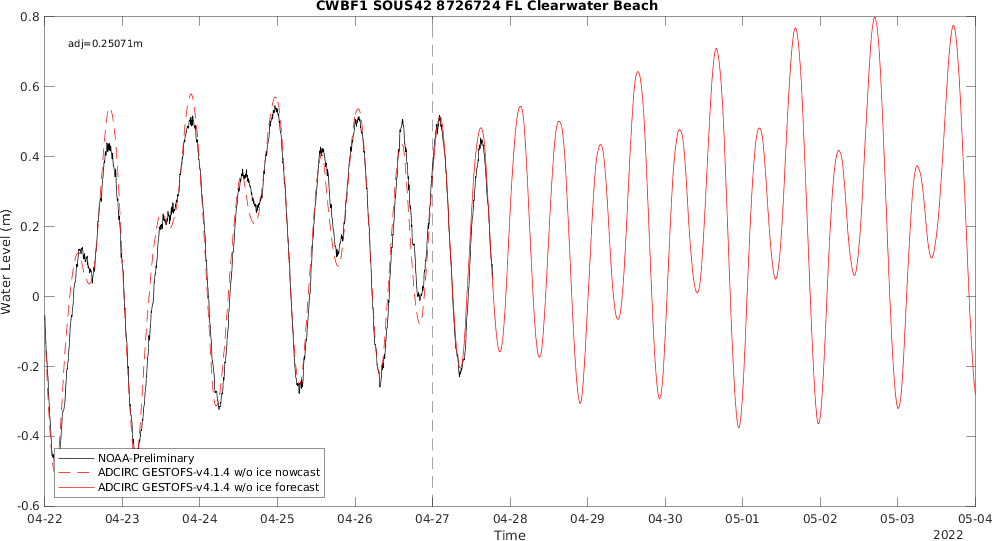 CWBF1 SOUS42 8726724 FL Clearwater Beach
adj=0.25071m
0.8
0.6
0.4
0.2
0
-0.2
-0.4
-0.6
Water Level (m)
NOAA-Preliminary
ADCIRC GESTOFS-v4.1.4 w/o ice nowcast
ADCIRC GESTOFS-v4.1.4 w/o ice forecast
04-22 04-23 04-24 04-25 04-26 04-27 04-28 04-29 04-30 05-01 05-02 05-03 05-04
Time
2022